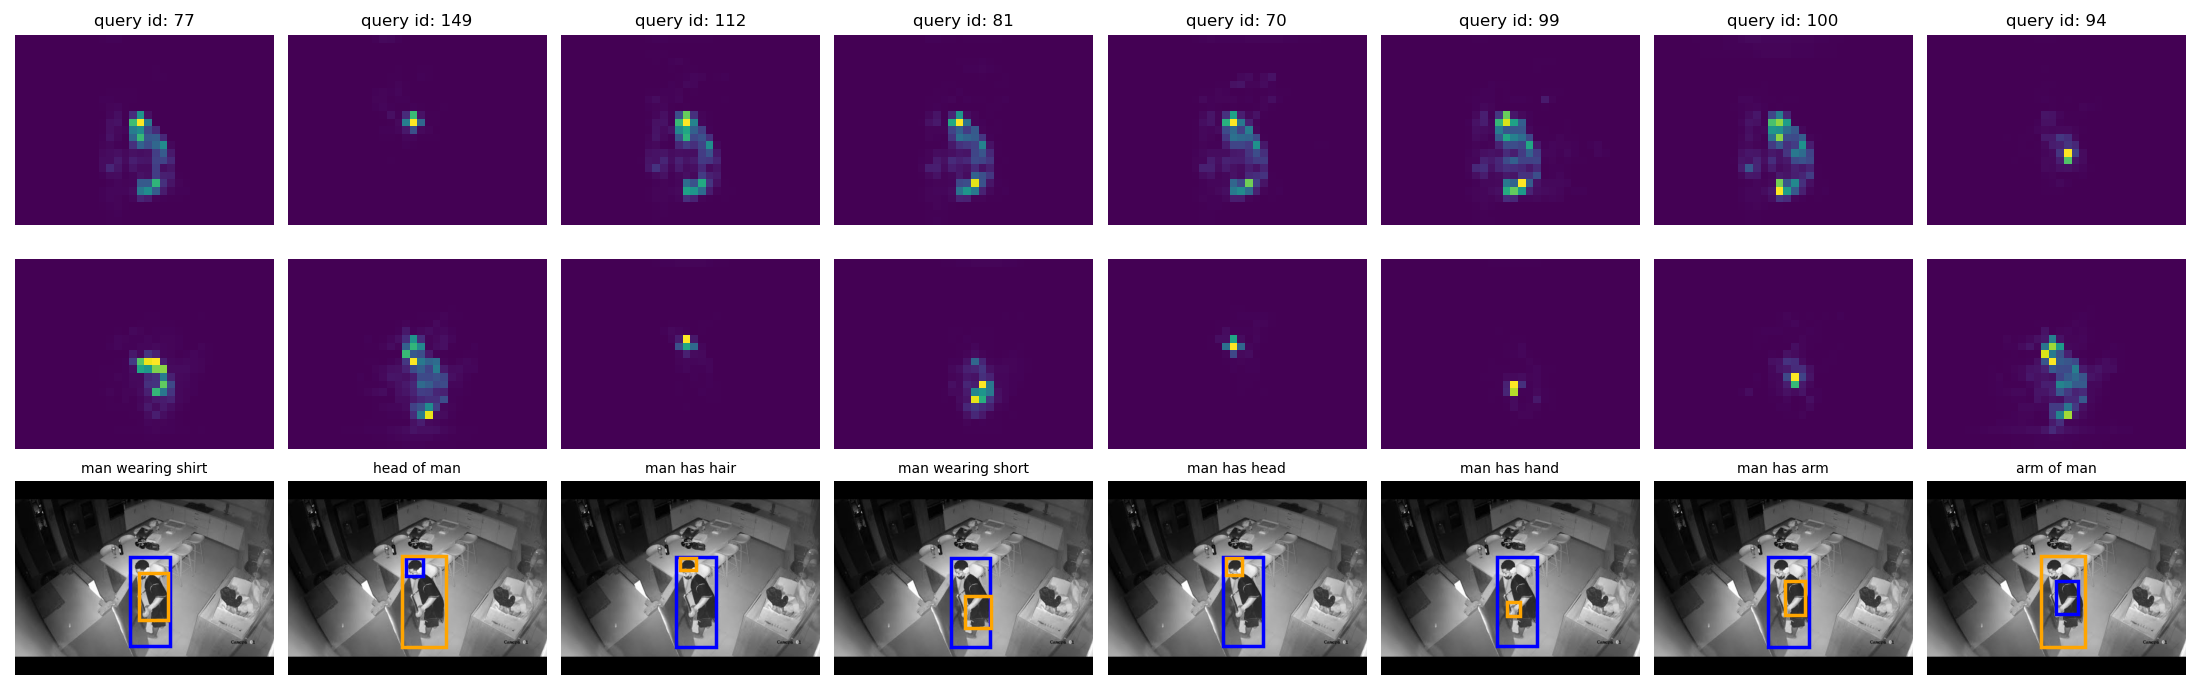 query id: 77
query id: 149
query id: 112
query id: 81
query id: 70
query id: 99
query id: 100
query id: 94
man wearing shirt
head of man
man has hair
man wearing short
man has head
man has hand
man has arm
arm of man